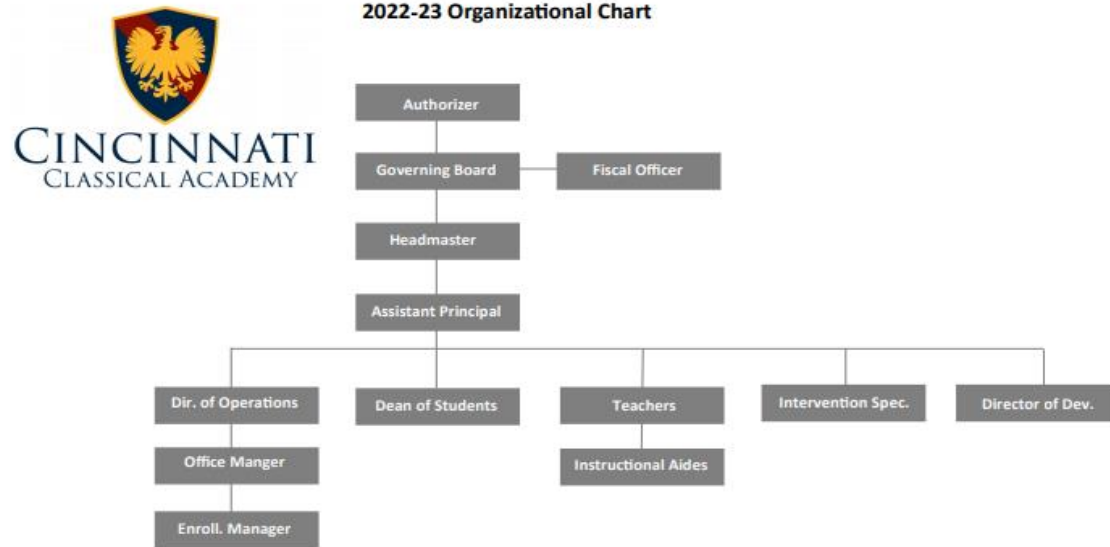 2022-23 Organizational Chart
CINCINNATI
CLASSICAL ACADEMY
Authorizer
Governing Board
Fiscal Officer
Headmaster
Assistant Principal
Dir. of Operations
Dean of Students
Teachers
Intervention Spec.
Director of Dev.
Office Manger
Instructional Aides
Enroll. Manager